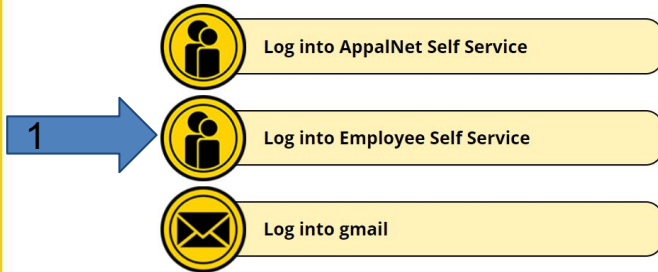 Log into AppalNet Self Service
1
Log into Employee Self Service
Log into gmail